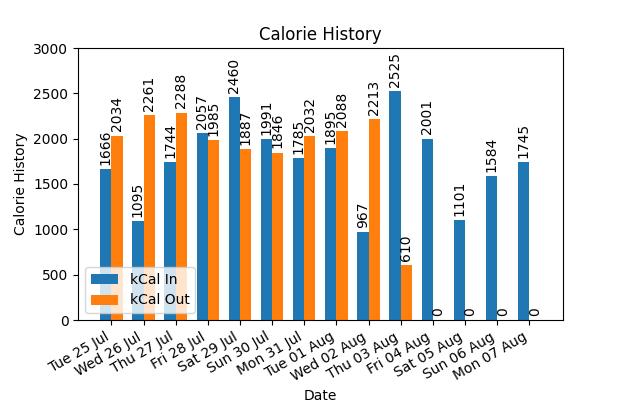 Calorie History
3000
2500
2000
1500
1000
500
0
Calorie History
1666
2034
1095
2261
1744
2288
2057
1985
2460
1887
1991
1846
1785
2032
1895
2088
967
2213
2525
610
2001
0
1101
0
1584
0
1745
0
kCal In
kCal Out
Tue 25 Jul
Wed 26 Jul
Thu 27 Jul
Fri 28 Jul
Sat 29 Jul
Sun 30 Jul
Mon 31 Jul
Tue 01 Aug
Wed 02 Aug
Thu 03 Aug
Fri 04 Aug
Sat 05 Aug
Sun 06 Aug
Mon 07 Aug
Date